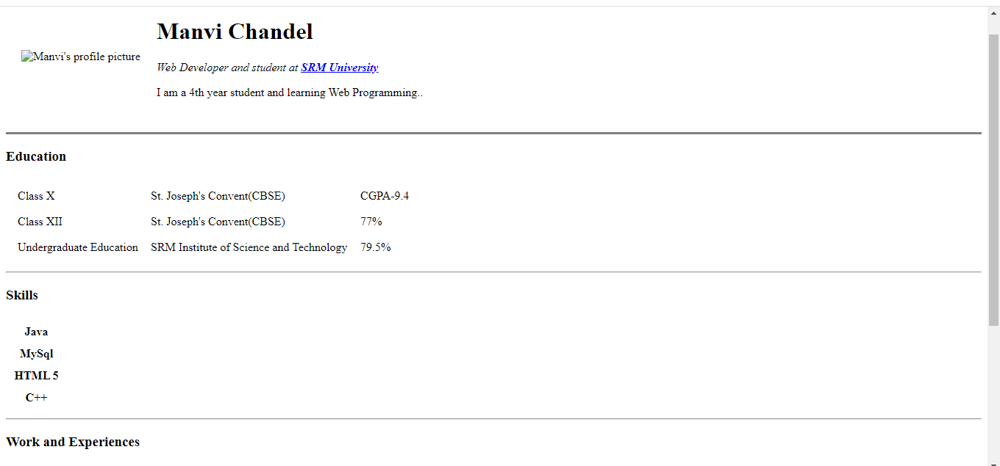 Manvi Chandel
Manvi's profile picture
Web Developer and student at SRM University
I am a 4th year student and learning Web Programming..
Education
Class X St. Joseph's Convent(CBSE) CGPA-9.4
Class XII St. Joseph's Convent(CBSE) 77%
Undergraduate Education SRM Institute of Science and Technology 79.5%
Skills
Java
MySql
HTML 5
C++
Work and Experiences